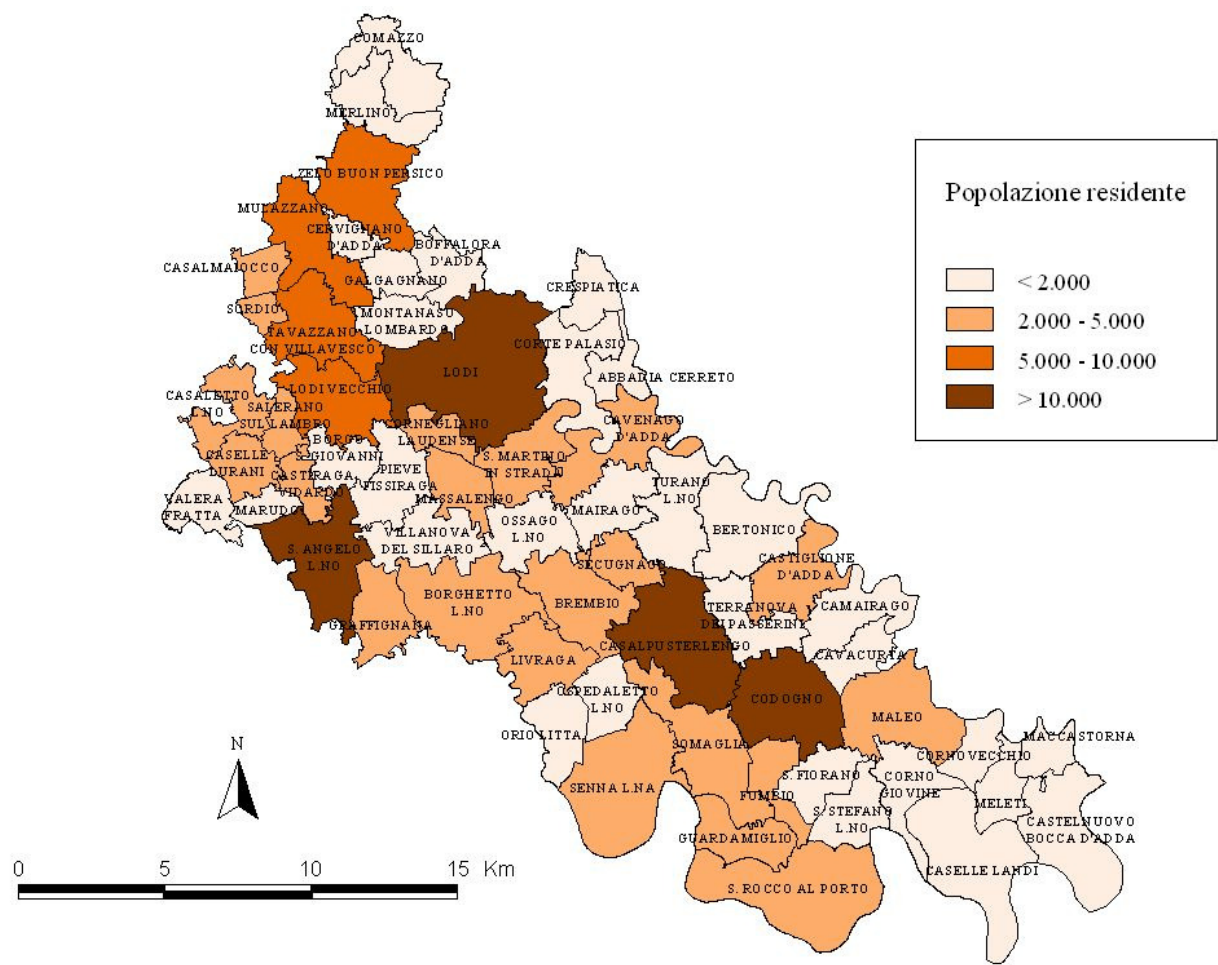 COMAZZO
MERLINO
ZELO BUON PERSICO
MULAZZANO
CERVIGNANO
D'ADDA
BOFFALORA
D'ADDA
CASALMAIOCCO
GALGAGNANO
CRESPIATICA
SORDIO
MONTANASO
LOMBARDO
TAVAZZANO
CON VILLAVESCO
CORTE PALASIO
LODI
ABBADIA CERRETO
LODI VECCHIO
CASALETTO
L.NO
SALERANO
SUL LAMBRO
CORNEGLIANO
LAUDENSE
CAVENAGO
D'ADDA
BORGO
S. GIOVANNI
CASELLE
LURANI
S. MARTINO
IN STRADA
PIEVE
FISSIRAGA
CASTIRAGA
VIDARDO
MASSALENGO
TURANO
L.NO
VALERA
FRATTA
MARUDO
OSSAGO
L.NO
MAIRAGO
BERTONICO
VILLANOVA
DEL SILLARO
S. ANGELO
L.NO
SECUGNAGO
CASTIGLIONE
D'ADDA
BORGHETTO
L.NO
BREMBIO
TERRANOVA
DEI PASSERINI
CAMAIRAGO
GRAFFIGNANA
CASALPUSTERLENGO
CAVACURTA
LIVRAGA
OSPEDALETTO
L.NO
CODOGNO
MALEO
ORIO LITTA
SOMAGLIA
MACCASTORNA
CORNOVECCHIO
S. FIORANO
CORNO
GIOVINE
SENNA L.NA
FOMBIO
MELETI
S. STEFANO
L.NO
CASTELNUOVO
BOCCA D'ADDA
GUARDAMIGLIO
CASELLE LANDI
S. ROCCO AL PORTO
Popolazione residente
< 2.000
2.000 - 5.000
5.000 - 10.000
> 10.000
N
0 5 10 15 Km